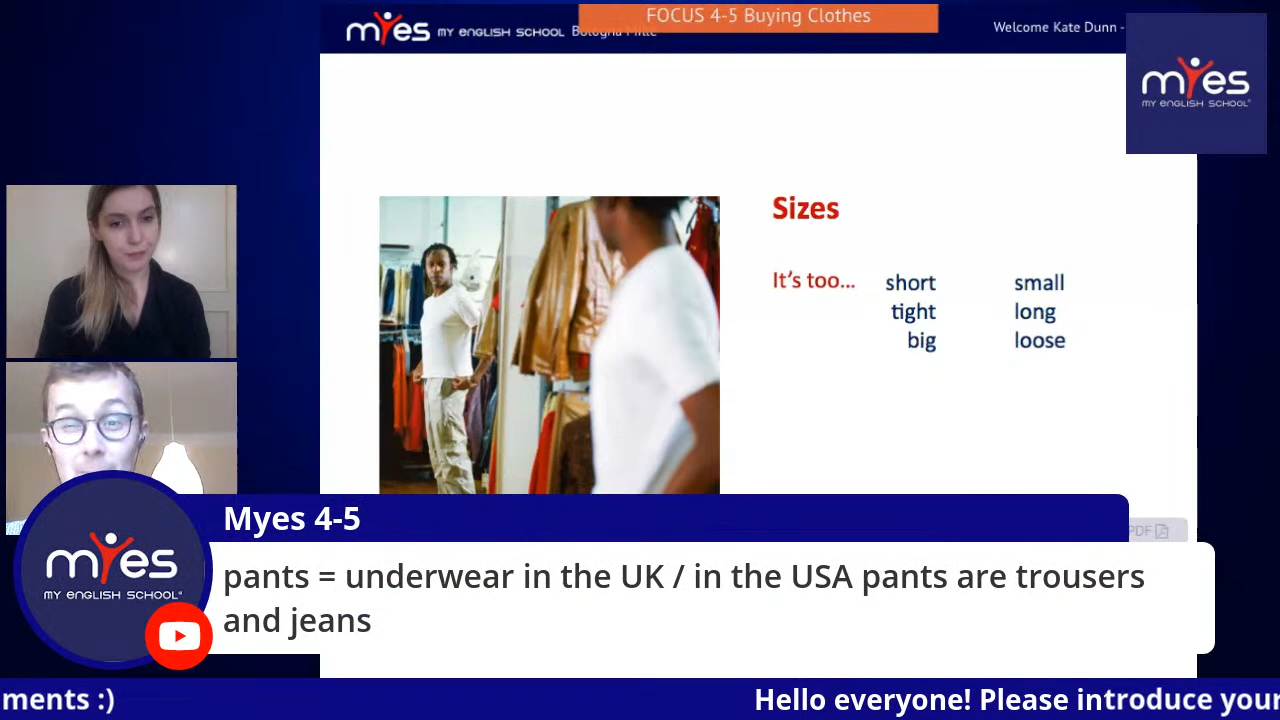 FOCUS 4-5 Buying Clothes
myes MY ENGLISH SCHOOL
Welcome Kate Dunn -
myes
MY ENGLISH SCHOOL
Sizes
It's too... short small
tight long
big loose
PDF
Myes 4-5
myes
MY ENGLISH SCHOOL
pants = underwear in the UK / in the USA pants are trousers
and jeans
ments :)
Hello everyone! Please introduce your